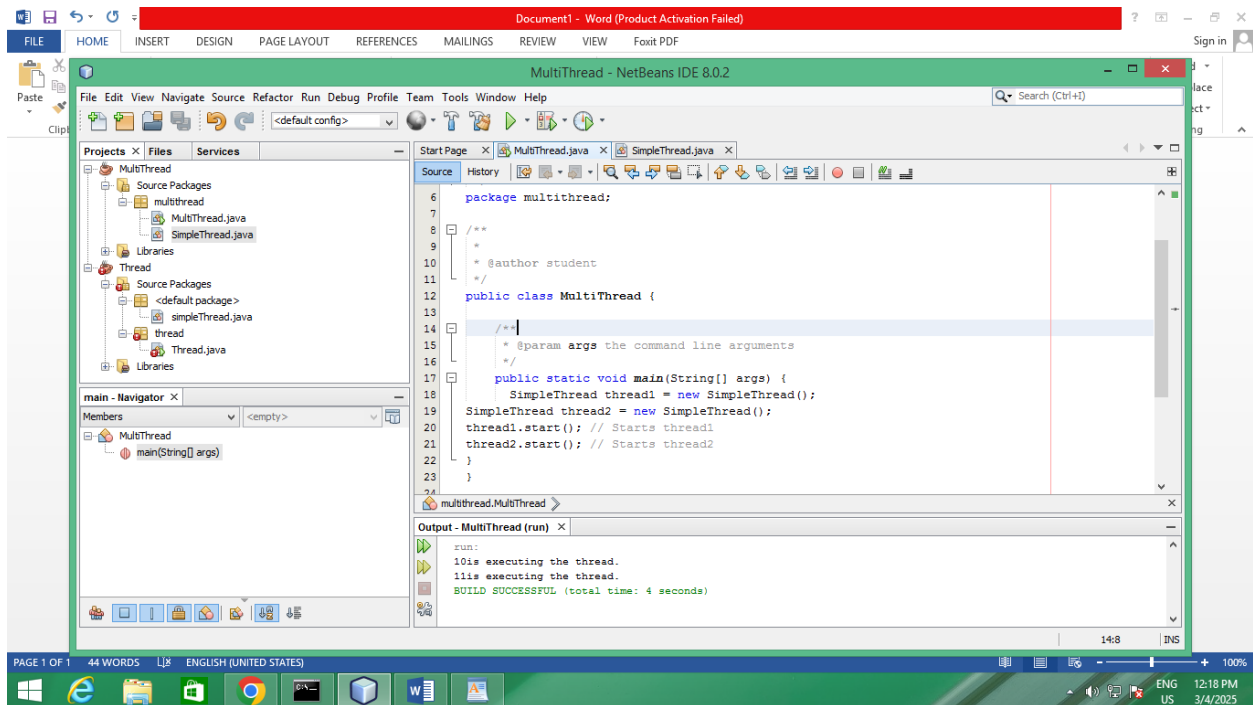 Document1 - Word (Product Activation Failed)
FILE HOME INSERT DESIGN PAGE LAYOUT REFERENCES MAILINGS REVIEW VIEW Foxit PDF Sign in
Paste
MultiThread - NetBeans IDE 8.0.2
File Edit View Navigate Source Refactor Run Debug Profile Team Tools Window Help
Search (Ctrl+I)
<default config>
Projects Files Services
MultiThread
Source Packages
multithread
MultiThread.java
SimpleThread.java
Libraries
Thread
Source Packages
<default package>
simpleThread.java
thread
Thread.java
Libraries
main - Navigator
Members <empty>
MultiThread
main(String[] args)
Start Page MultiThread.java SimpleThread.java
Source History
6 package multithread;
7
8 /**
9 *
10 * @author student
11 */
12 public class MultiThread {
13
14 /**
15 * @param args the command line arguments
16 */
17 public static void main(String[] args) {
18 SimpleThread thread1 = new SimpleThread();
19 SimpleThread thread2 = new SimpleThread();
20 thread1.start(); // Starts thread1
21 thread2.start(); // Starts thread2
22 }
23 }
24
multithread.MultiThread
Output - MultiThread (run)
run:
10is executing the thread.
11is executing the thread.
BUILD SUCCESSFUL (total time: 4 seconds)
14:8 INS
PAGE 1 OF 1 44 WORDS ENGLISH (UNITED STATES) 100%
ENG 12:18 PM
US 3/4/2025